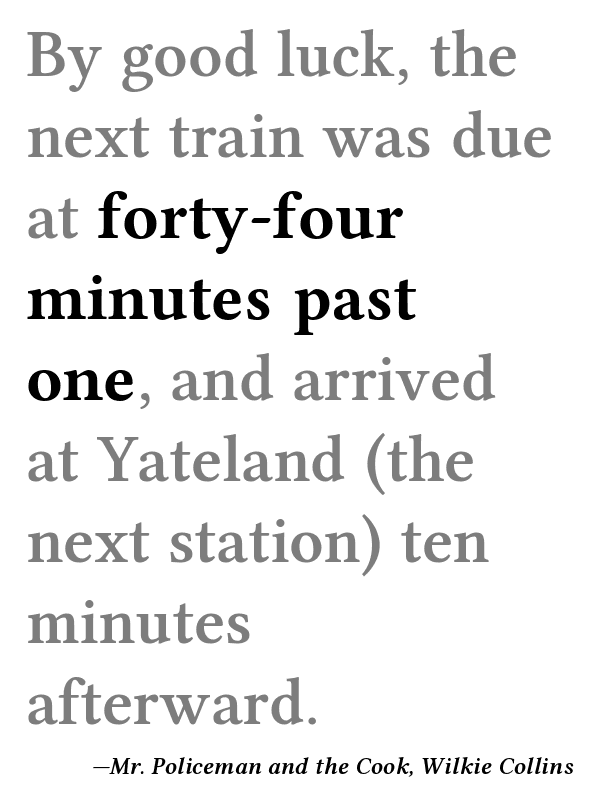 By good luck, the
next train was due
at forty-four
minutes past
one, and arrived
at Yateland (the
next station) ten
minutes
afterward.
—Mr. Policeman and the Cook, Wilkie Collins